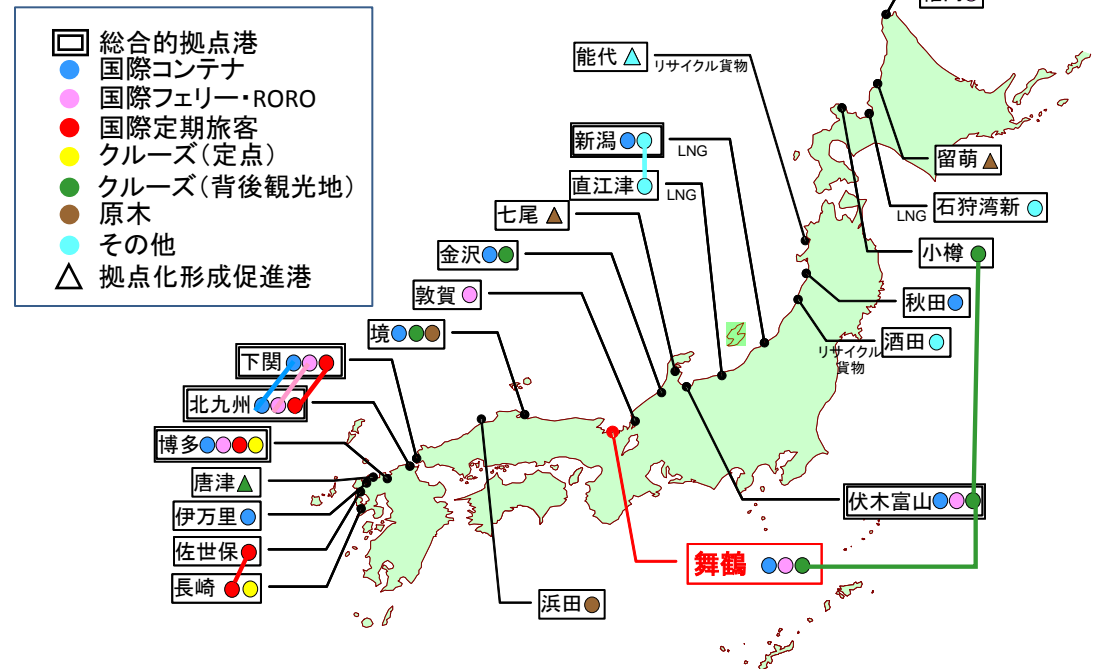 総合的拠点港
国際コンテナ
国際フェリー・RORO
国際定期旅客
クルーズ(定点)
クルーズ(背後観光地)
原木
その他
拠点化形成促進港
能代
リサイクル貨物
新潟
LNG
直江津
LNG
七尾
金沢
敦賀
境
下関
北九州
博多
唐津
伊万里
佐世保
長崎
浜田
留萌
石狩湾新
LNG
小樽
秋田
酒田
リサイクル
貨物
伏木富山
舞鶴